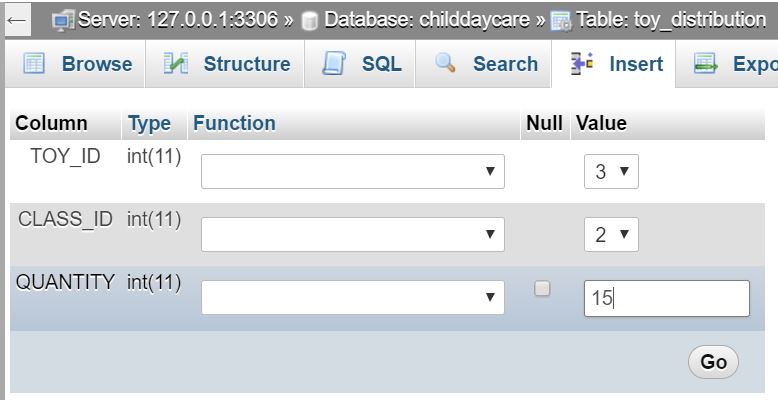 Server: 127.0.0.1:3306 » Database: childdaycare » Table: toy_distribution
Browse Structure SQL Search Insert Expo
Column Type Function Null Value
TOY_ID int(11) 3
CLASS_ID int(11) 2
QUANTITY int(11) 15
Go